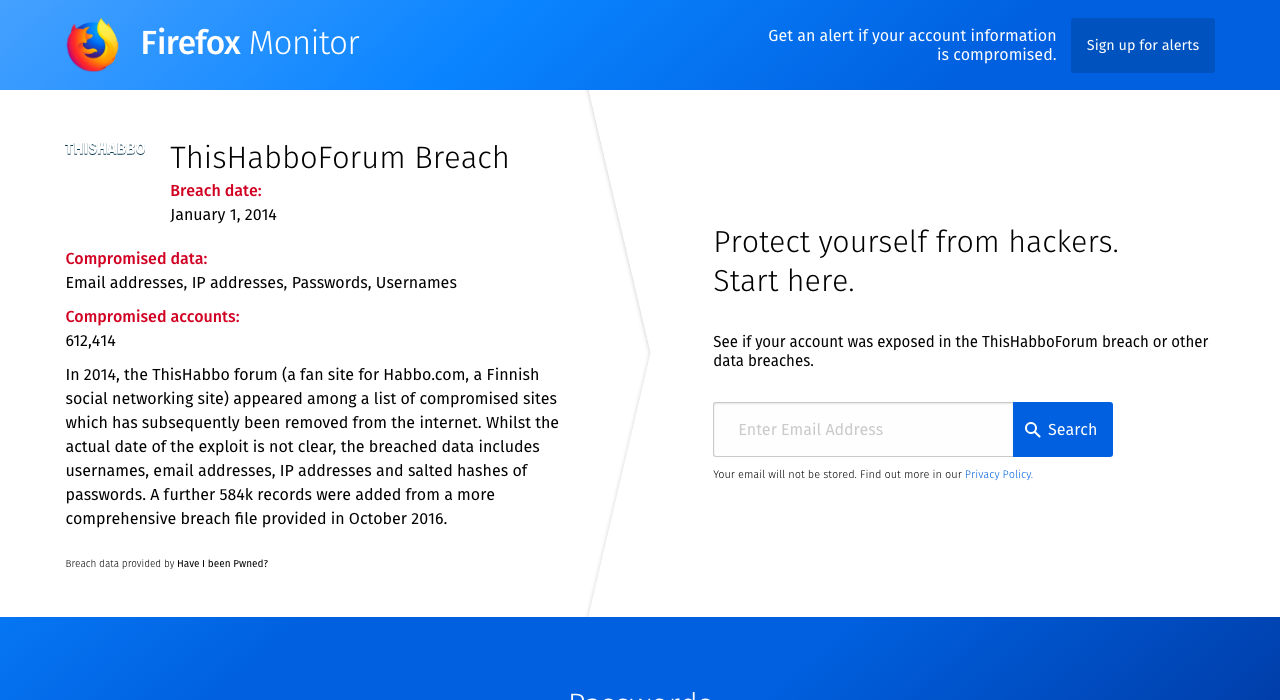 Firefox Monitor
Get an alert if your account information
is compromised.
Sign up for alerts
THISHABBO
ThisHabboForum Breach
Breach date:
January 1, 2014
Compromised data:
Email addresses, IP addresses, Passwords, Usernames
Compromised accounts:
612,414
In 2014, the ThisHabbo forum (a fan site for Habbo.com, a Finnish
social networking site) appeared among a list of compromised sites
which has subsequently been removed from the internet. Whilst the
actual date of the exploit is not clear, the breached data includes
usernames, email addresses, IP addresses and salted hashes of
passwords. A further 584k records were added from a more
comprehensive breach file provided in October 2016.
Breach data provided by Have I been Pwned?
Protect yourself from hackers.
Start here.
See if your account was exposed in the ThisHabboForum breach or other
data breaches.
Enter Email Address
Search
Your email will not be stored. Find out more in our Privacy Policy.
Passwords